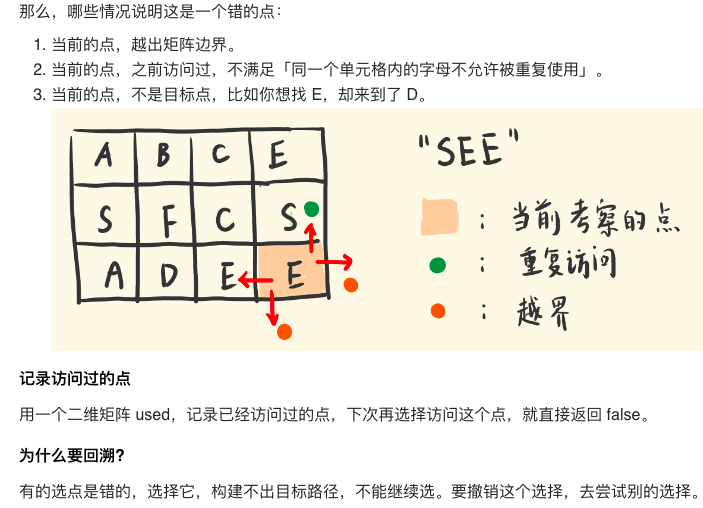 那么，哪些情况说明这是一个错的点：
1. 当前的点，越出矩阵边界。
2. 当前的点，之前访问过，不满足「同一个单元格内的字母不允许被重复使用」。
3. 当前的点，不是目标点，比如你想找 E，却来到了 D。
A B C E
S F C S
A D E E
"SEE"
：当前考察的点
：重复访问
：越界
记录访问过的点
用一个二维矩阵 used，记录已经访问过的点，下次再选择访问这个点，就直接返回 false。
为什么要回溯?
有的选点是错的，选择它，构建不出目标路径，不能继续选。要撤销这个选择，去尝试别的选择。